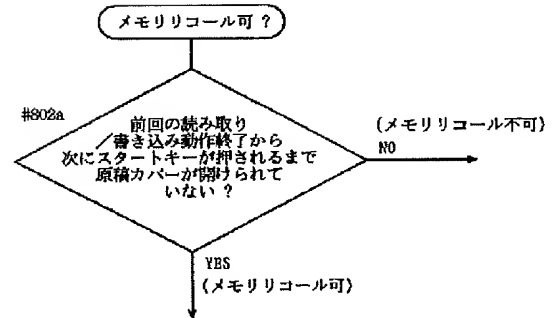 メモリリコール可 ?
#802a
前回の読み取り
／書き込み動作終了から
次にスタートキーが押されるまで
原稿カバーが開けられて
いない ?
(メモリリコール不可)
NO
YES
(メモリリコール可)